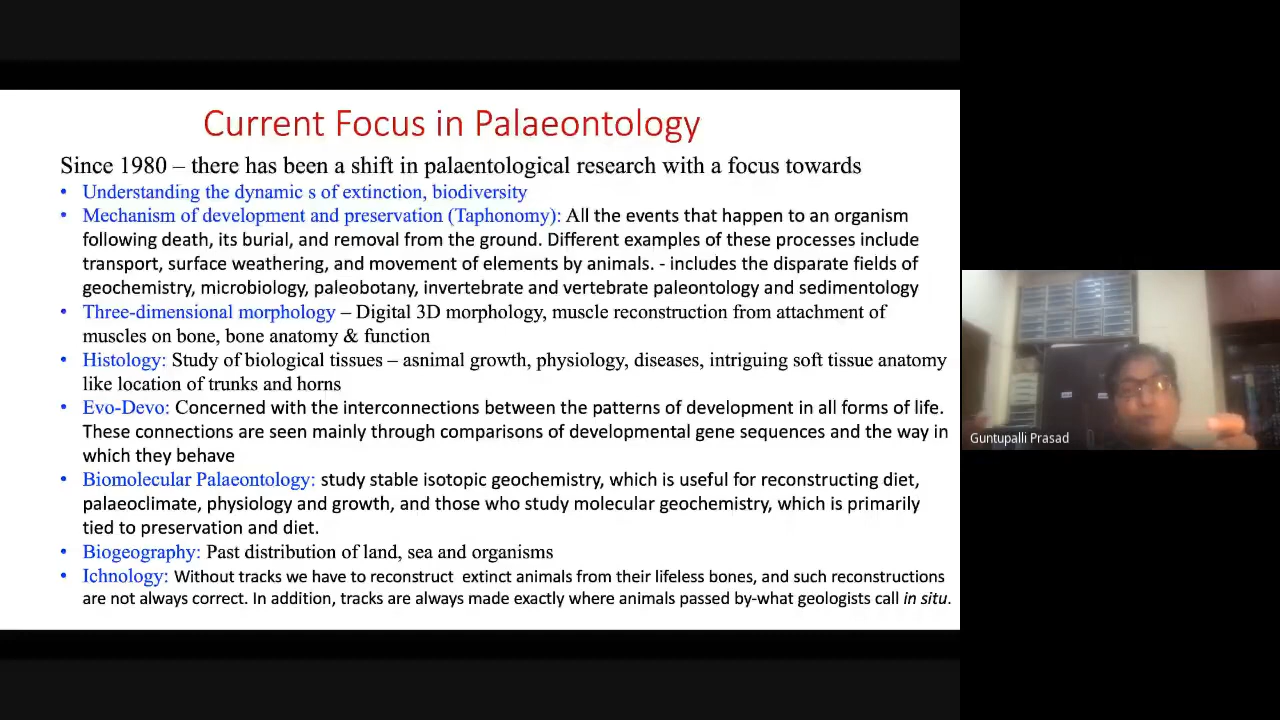 Current Focus in Palaeontology
Since 1980 – there has been a shift in palaentological research with a focus towards
• Understanding the dynamic s of extinction, biodiversity
• Mechanism of development and preservation (Taphonomy): All the events that happen to an organism
following death, its burial, and removal from the ground. Different examples of these processes include
transport, surface weathering, and movement of elements by animals. - includes the disparate fields of
geochemistry, microbiology, paleobotany, invertebrate and vertebrate paleontology and sedimentology
• Three-dimensional morphology – Digital 3D morphology, muscle reconstruction from attachment of
muscles on bone, bone anatomy & function
• Histology: Study of biological tissues – asnimal growth, physiology, diseases, intriguing soft tissue anatomy
like location of trunks and horns
• Evo-Devo: Concerned with the interconnections between the patterns of development in all forms of life.
These connections are seen mainly through comparisons of developmental gene sequences and the way in
which they behave
• Biomolecular Palaeontology: study stable isotopic geochemistry, which is useful for reconstructing diet,
palaeoclimate, physiology and growth, and those who study molecular geochemistry, which is primarily
tied to preservation and diet.
• Biogeography: Past distribution of land, sea and organisms
• Ichnology: Without tracks we have to reconstruct extinct animals from their lifeless bones, and such reconstructions
are not always correct. In addition, tracks are always made exactly where animals passed by-what geologists call in situ.
Guntupalli Prasad